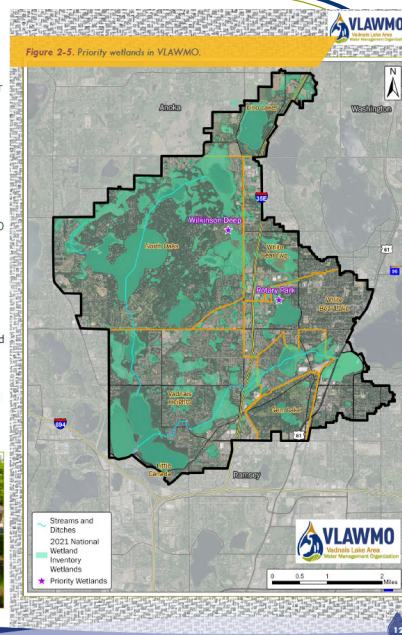 VLAWMO
Vadnais Lake Area
Water Management Organization
Figure 2-5. Priority wetlands in VLAWMO.
N
Anoka
Washington
Lino Lakes
35E
Wilkinson Deep
North Oaks
White
Bear Twp
61
96
Rotary Park
White
Bear Lake
Vadnais
Heights
Gem Lake
694
61
Little
Canada
Ramsey
Streams and
Ditches
2021 National
Wetland
Inventory
Wetlands
Priority Wetlands
VLAWMO
Vadnais Lake Area
Water Management Organization
0 0.5 1 2
Miles
12